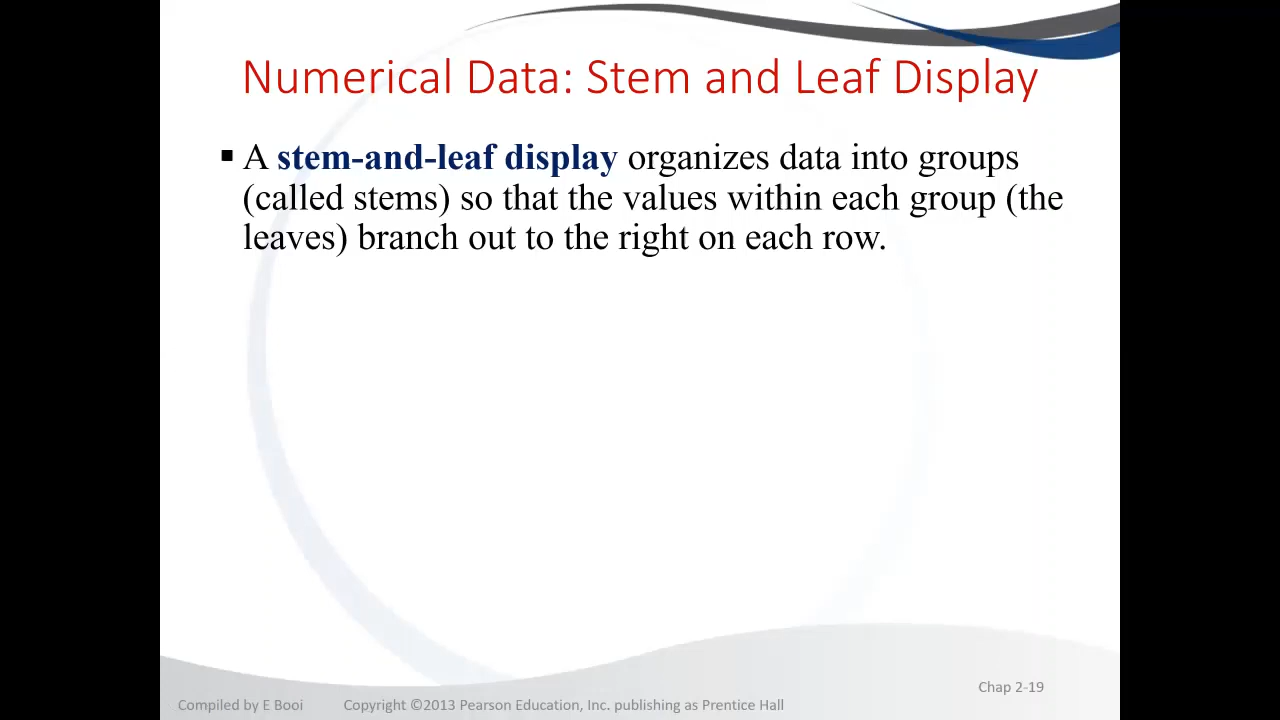 Numerical Data: Stem and Leaf Display
▪ A stem-and-leaf display organizes data into groups
(called stems) so that the values within each group (the
leaves) branch out to the right on each row.
Chap 2-19
Compiled by E Booi Copyright ©2013 Pearson Education, Inc. publishing as Prentice Hall